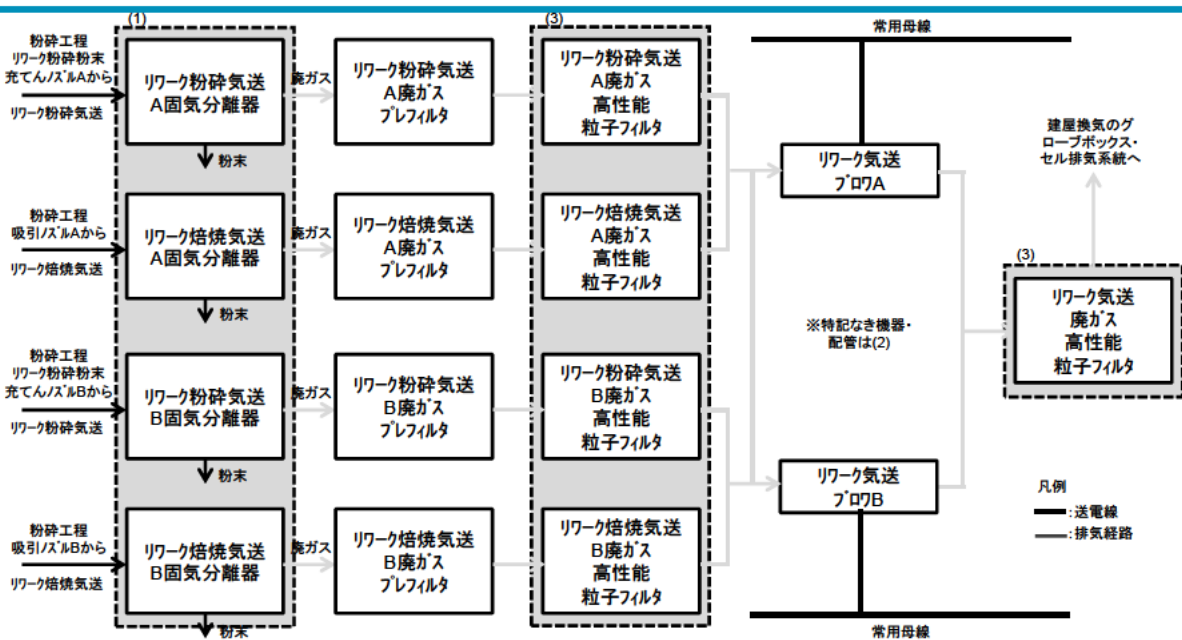 (1)
(3)
常用母線
粉砕工程
リワーク粉砕粉末
充てんノズルAから
リワーク粉砕気送
リワーク粉砕気送
A固気分離器
粉末
廃ガス
リワーク粉砕気送
A廃ガス
プレフィルタ
リワーク粉砕気送
A廃ガス
高性能
粒子フィルタ
リワーク気送
ブロワA
建屋換気のグ
ローブボックス・
セル排気系統へ
粉砕工程
吸引ノズルAから
リワーク焙焼気送
リワーク焙焼気送
A固気分離器
粉末
廃ガス
リワーク焙焼気送
A廃ガス
プレフィルタ
リワーク焙焼気送
A廃ガス
高性能
粒子フィルタ
(3)
リワーク気送
廃ガス
高性能
粒子フィルタ
※特記なき機器・
配管は(2)
粉砕工程
リワーク粉砕粉末
充てんノズルBから
リワーク粉砕気送
リワーク粉砕気送
B固気分離器
粉末
廃ガス
リワーク粉砕気送
B廃ガス
プレフィルタ
リワーク粉砕気送
B廃ガス
高性能
粒子フィルタ
リワーク気送
ブロワB
凡例
:送電線
:排気経路
粉砕工程
吸引ノズルBから
リワーク焙焼気送
リワーク焙焼気送
B固気分離器
粉末
廃ガス
リワーク焙焼気送
B廃ガス
プレフィルタ
リワーク焙焼気送
B廃ガス
高性能
粒子フィルタ
常用母線